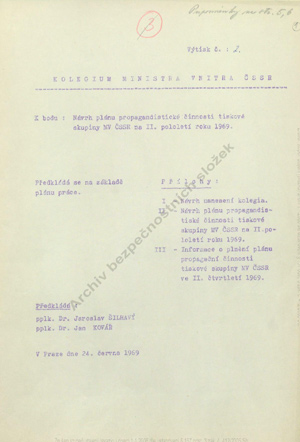 3
Výtisk č. : 2.
KOLEGIUM MINISTRA VNITRA ČSSR
K bodu : Návrh plánu propagandistické činnosti tiskové
skupiny MV ČSSR na II. pololetí roku 1969.
Předkládá se na základě
plánu práce.
Přílohy:
I Návrh usnesení kolegia.
II Návrh plánu propagandis-
tické činnosti tiskové
skupiny MV ČSSR na II.po-
loletí roku 1969.
III - Informace o plnění plánu
propagační činnosti
tiskové skupiny MV ČSSR
ve II. čtvrtletí 1969.
Archiv bezpečnostních složek
Předkládá:
pplk. Dr. Jaroslav ŠILHAVÝ
pplk. Dr. Jan KOVÁŘ
V Praze dne 24. června 1969